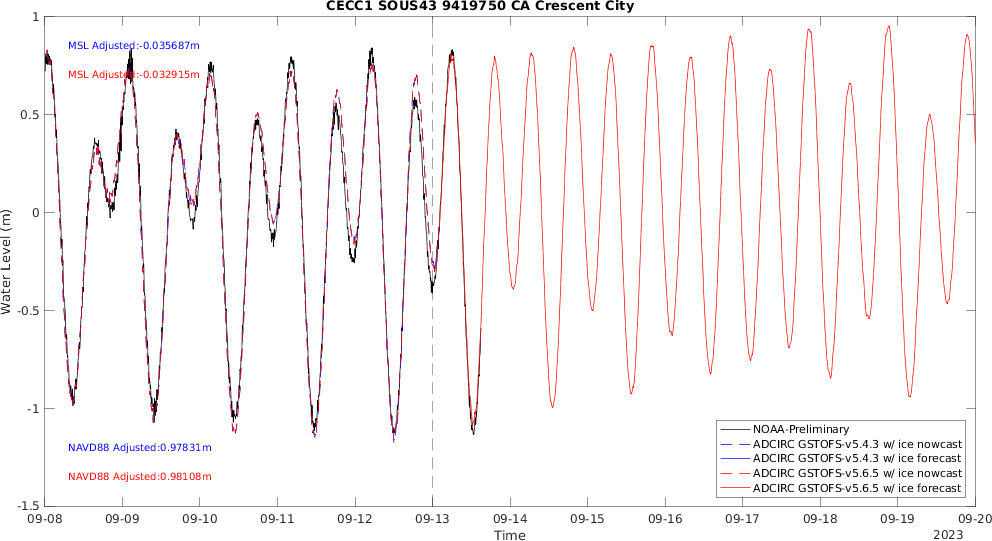 CECC1 SOUS43 9419750 CA Crescent City
MSL Adjusted:-0.035687m
MSL Adjusted:-0.032915m
NAVD88 Adjusted:0.97831m
NAVD88 Adjusted:0.98108m
Water Level (m)
1
0.5
0
-0.5
-1
-1.5
NOAA-Preliminary
ADCIRC GSTOFS-v5.4.3 w/ ice nowcast
ADCIRC GSTOFS-v5.4.3 w/ ice forecast
ADCIRC GSTOFS-v5.6.5 w/ ice nowcast
ADCIRC GSTOFS-v5.6.5 w/ ice forecast
09-08 09-09 09-10 09-11 09-12 09-13 09-14 09-15 09-16 09-17 09-18 09-19 09-20
Time
2023